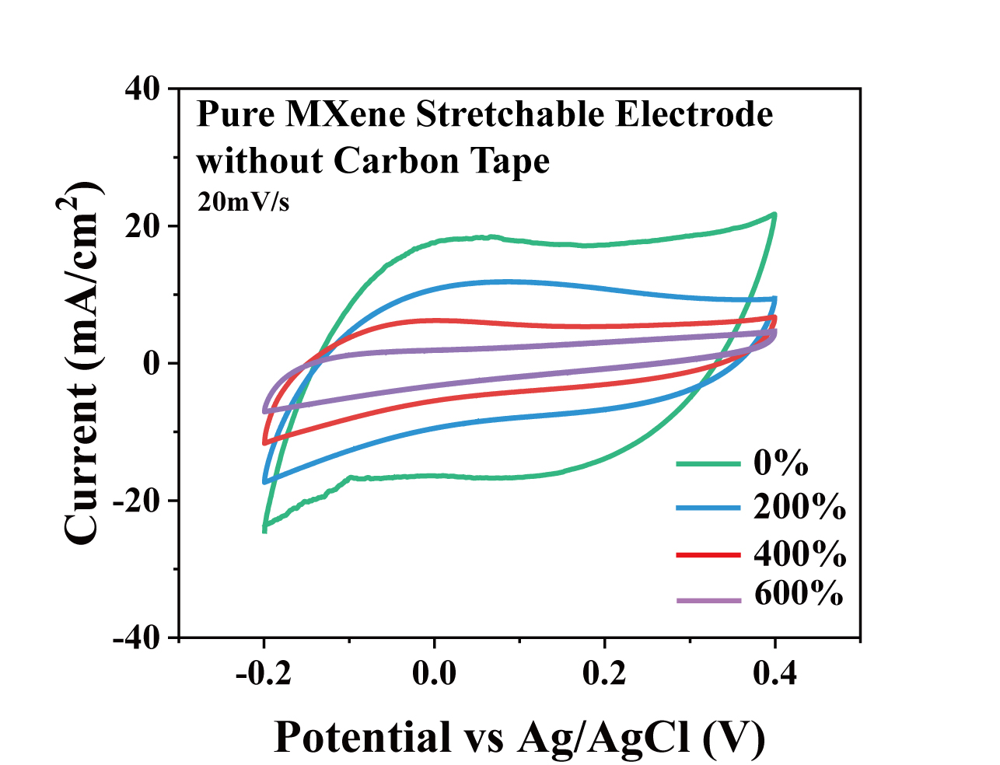 Pure MXene Stretchable Electrode
without Carbon Tape
20mV/s
40
20
0
-20
-40
Current (mA/cm²)
0%
200%
400%
600%
-0.2
0.0
0.2
0.4
Potential vs Ag/AgCl (V)